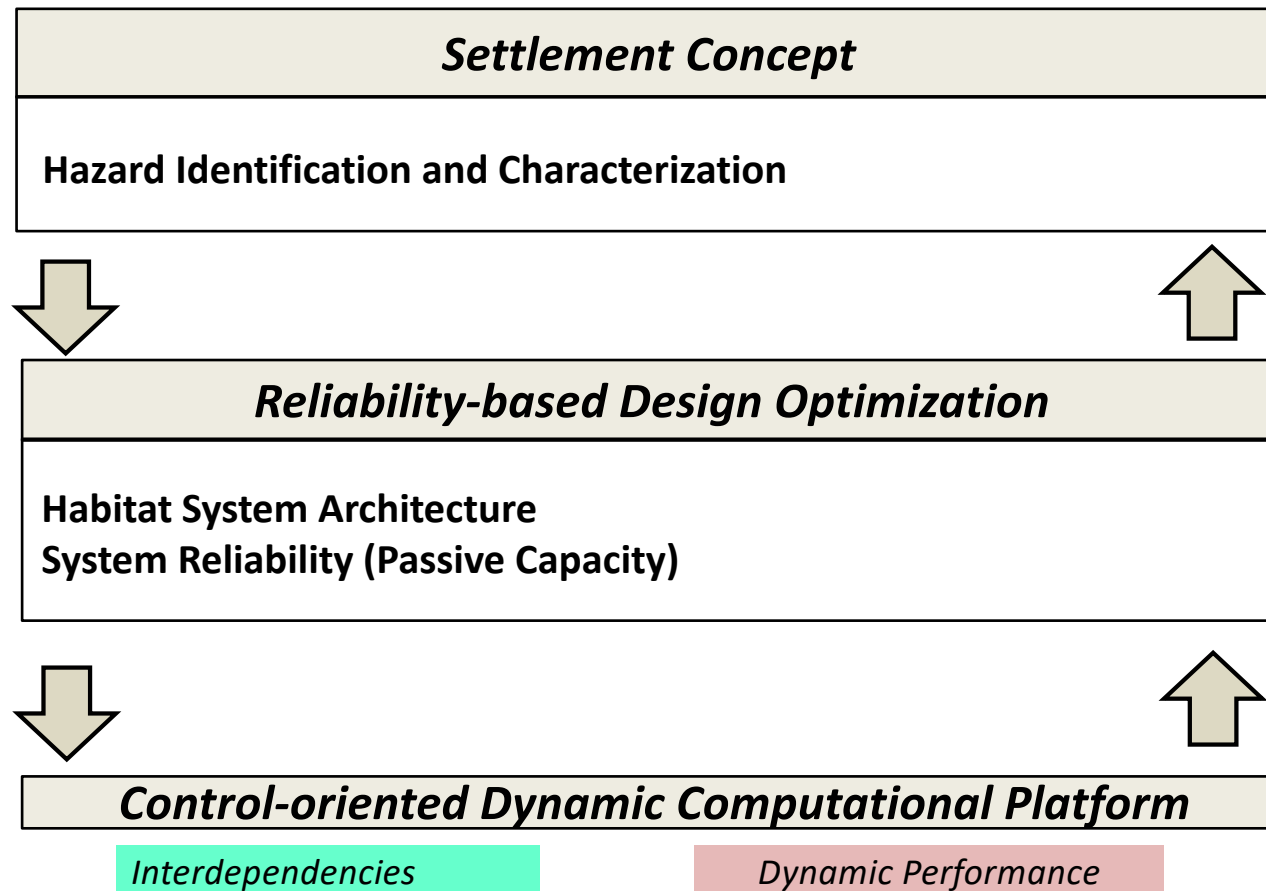 Settlement Concept
Hazard Identification and Characterization
Reliability-based Design Optimization
Habitat System Architecture
System Reliability (Passive Capacity)
Control-oriented Dynamic Computational Platform
Interdependencies
Dynamic Performance